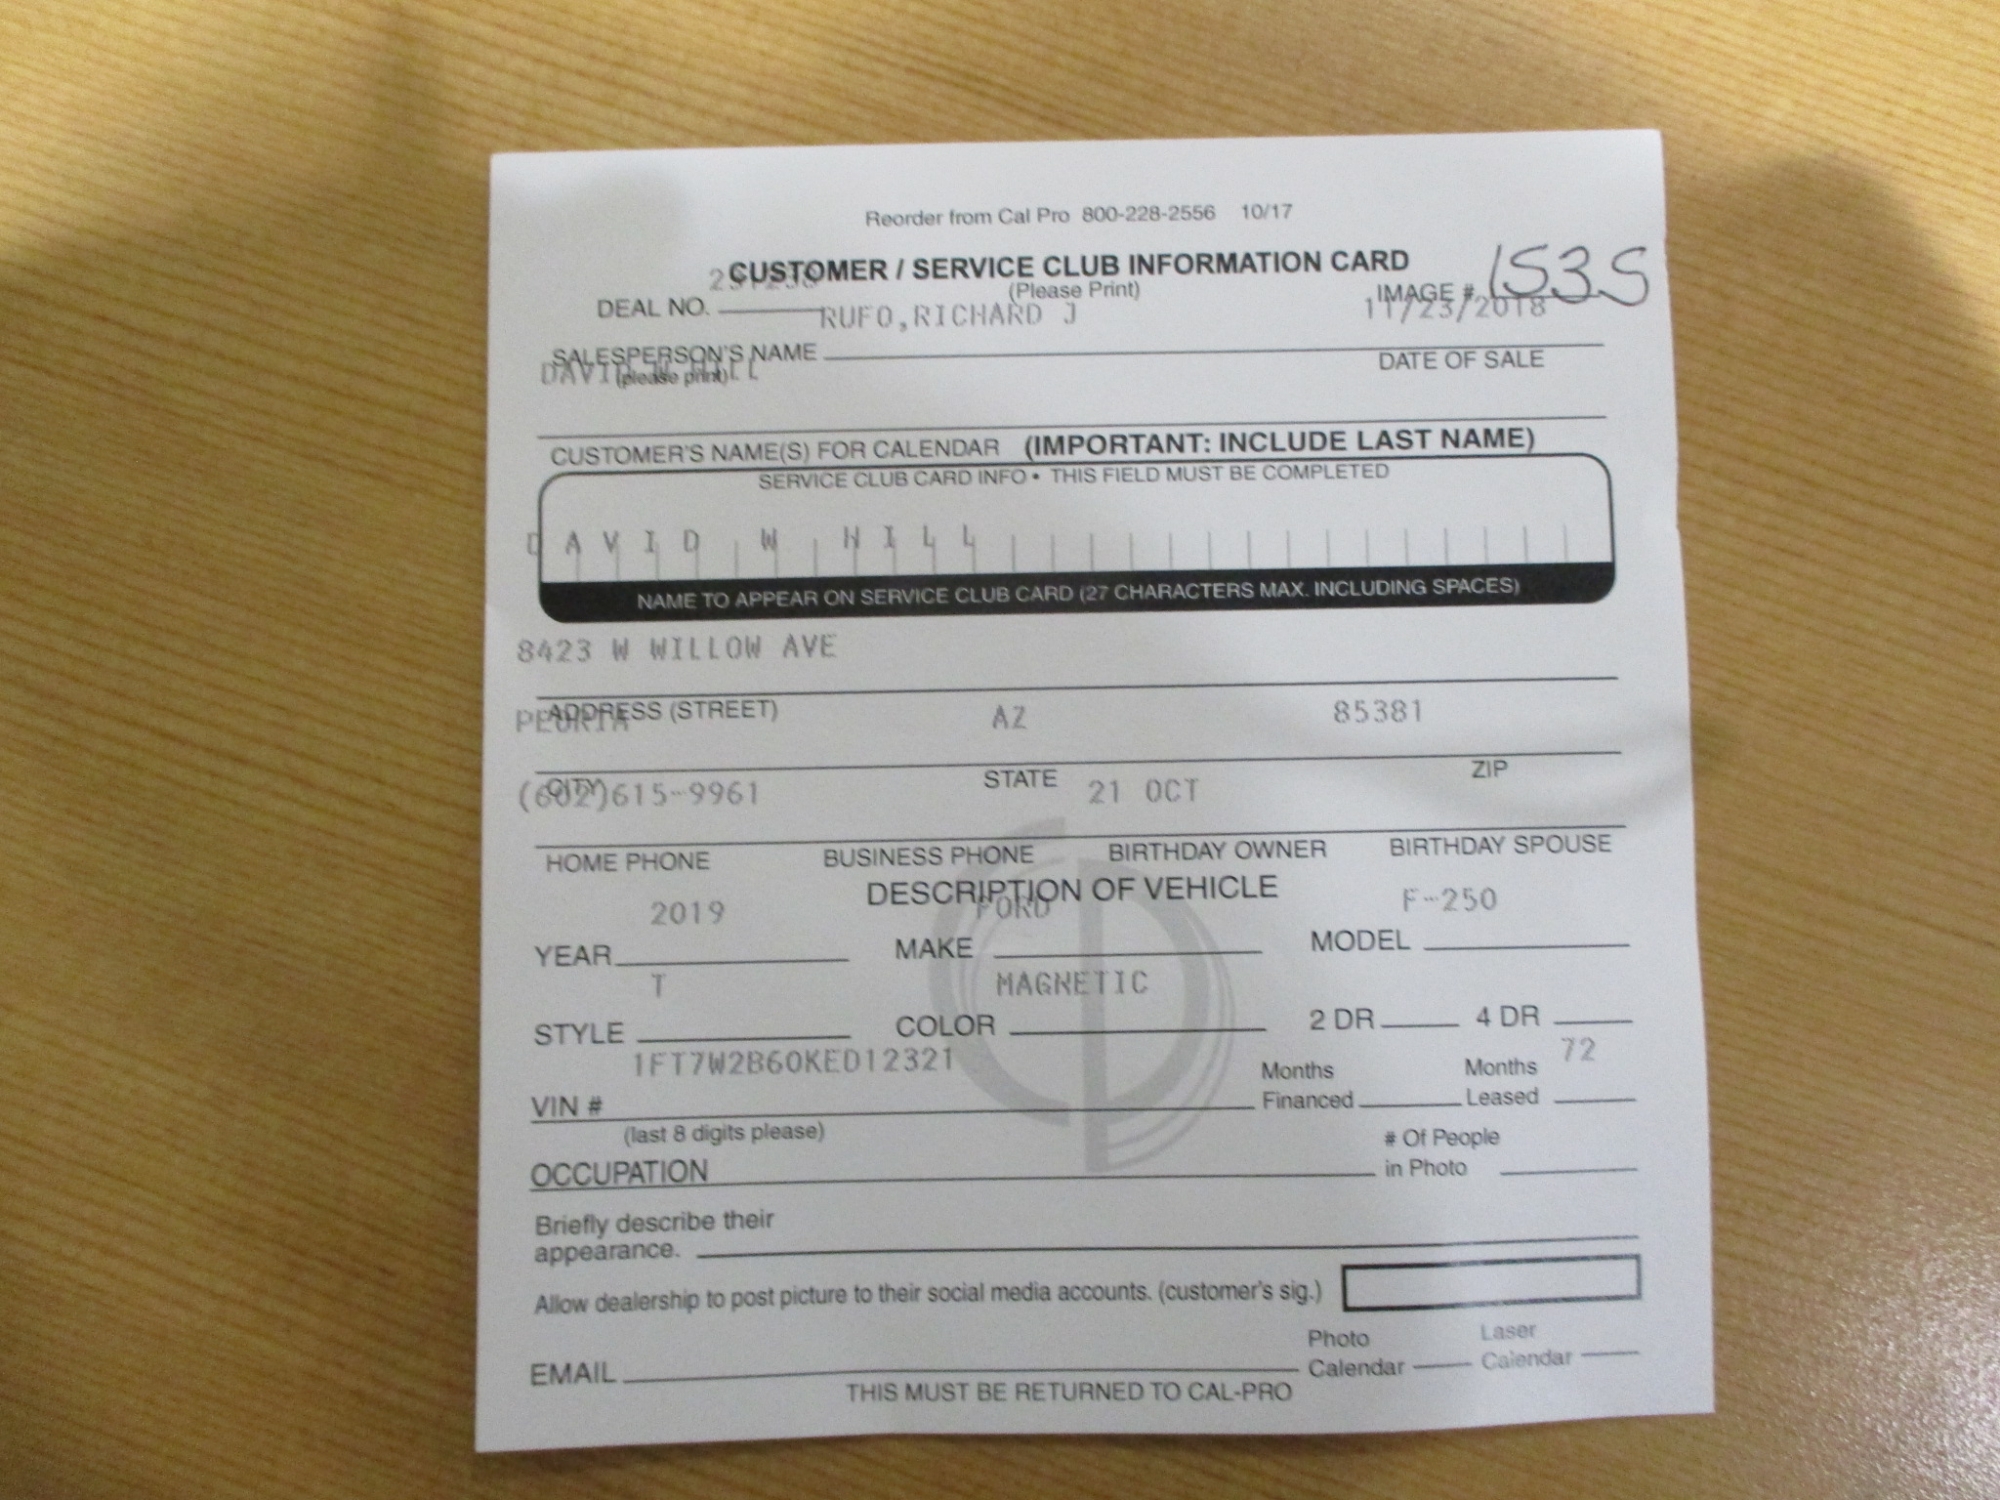 Reorder from Cal Pro 800-228-2556 10/17
CUSTOMER / SERVICE CLUB INFORMATION CARD
(Please Print)
DEAL NO. IMAGE # 1535
RUFO,RICHARD J 11/23/2018
SALESPERSON'S NAME DATE OF SALE
(please print)
DAVID W HILL
CUSTOMER'S NAME(S) FOR CALENDAR (IMPORTANT: INCLUDE LAST NAME)
SERVICE CLUB CARD INFO • THIS FIELD MUST BE COMPLETED
DAVID W HILL
NAME TO APPEAR ON SERVICE CLUB CARD (27 CHARACTERS MAX. INCLUDING SPACES)
8423 W WILLOW AVE
ADDRESS (STREET)
PEORIA AZ 85381
CITY STATE ZIP
(602)615-9961 21 OCT
HOME PHONE BUSINESS PHONE BIRTHDAY OWNER BIRTHDAY SPOUSE
DESCRIPTION OF VEHICLE
2019 FORD F-250
YEAR MAKE MODEL
T MAGNETIC
STYLE COLOR 2 DR 4 DR
1FT7W2B60KED12321 72
VIN # Months Financed Months Leased
(last 8 digits please)
OCCUPATION # Of People in Photo
Briefly describe their
appearance.
Allow dealership to post picture to their social media accounts. (customer's sig.)
EMAIL Photo Calendar Laser Calendar
THIS MUST BE RETURNED TO CAL-PRO